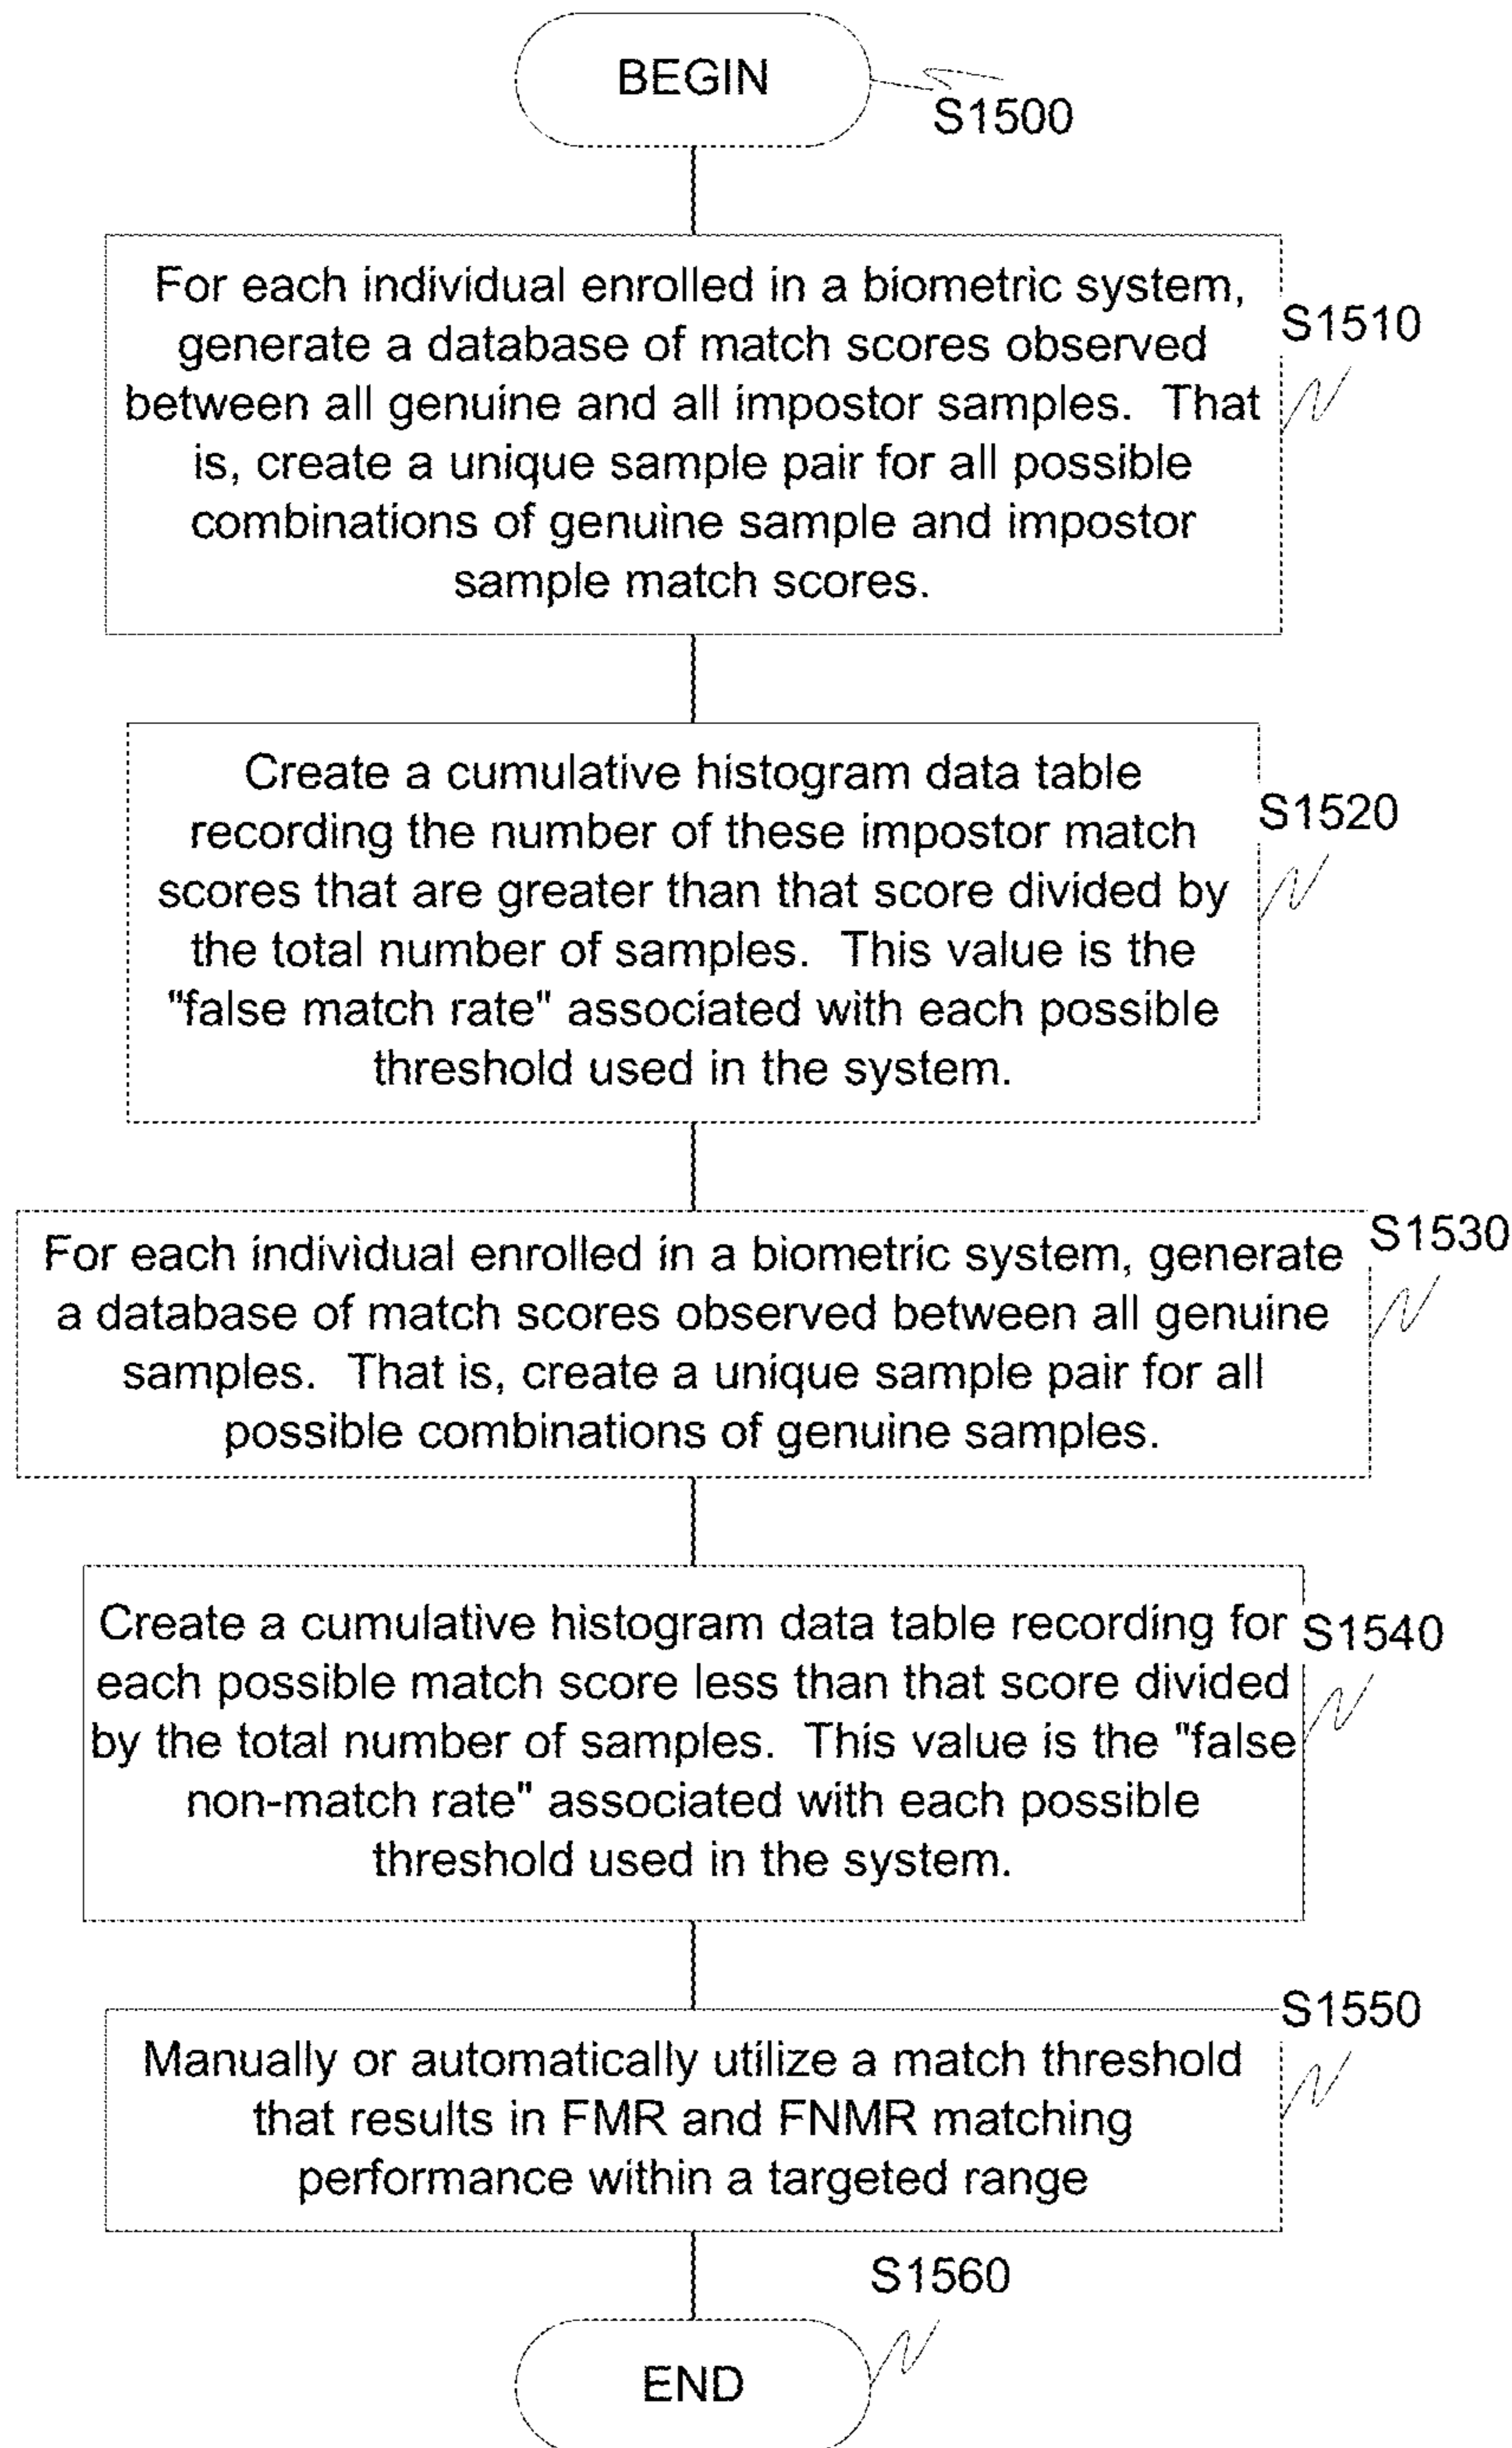 BEGIN
S1500
For each individual enrolled in a biometric system,
generate a database of match scores observed
between all genuine and all impostor samples. That
is, create a unique sample pair for all possible
combinations of genuine sample and impostor
sample match scores.
S1510
Create a cumulative histogram data table
recording the number of these impostor match
scores that are greater than that score divided by
the total number of samples. This value is the
"false match rate" associated with each possible
threshold used in the system.
S1520
For each individual enrolled in a biometric system, generate
a database of match scores observed between all genuine
samples. That is, create a unique sample pair for all
possible combinations of genuine samples.
S1530
Create a cumulative histogram data table recording for
each possible match score less than that score divided
by the total number of samples. This value is the "false
non-match rate" associated with each possible
threshold used in the system.
S1540
Manually or automatically utilize a match threshold
that results in FMR and FNMR matching
performance within a targeted range
S1550
END
S1560